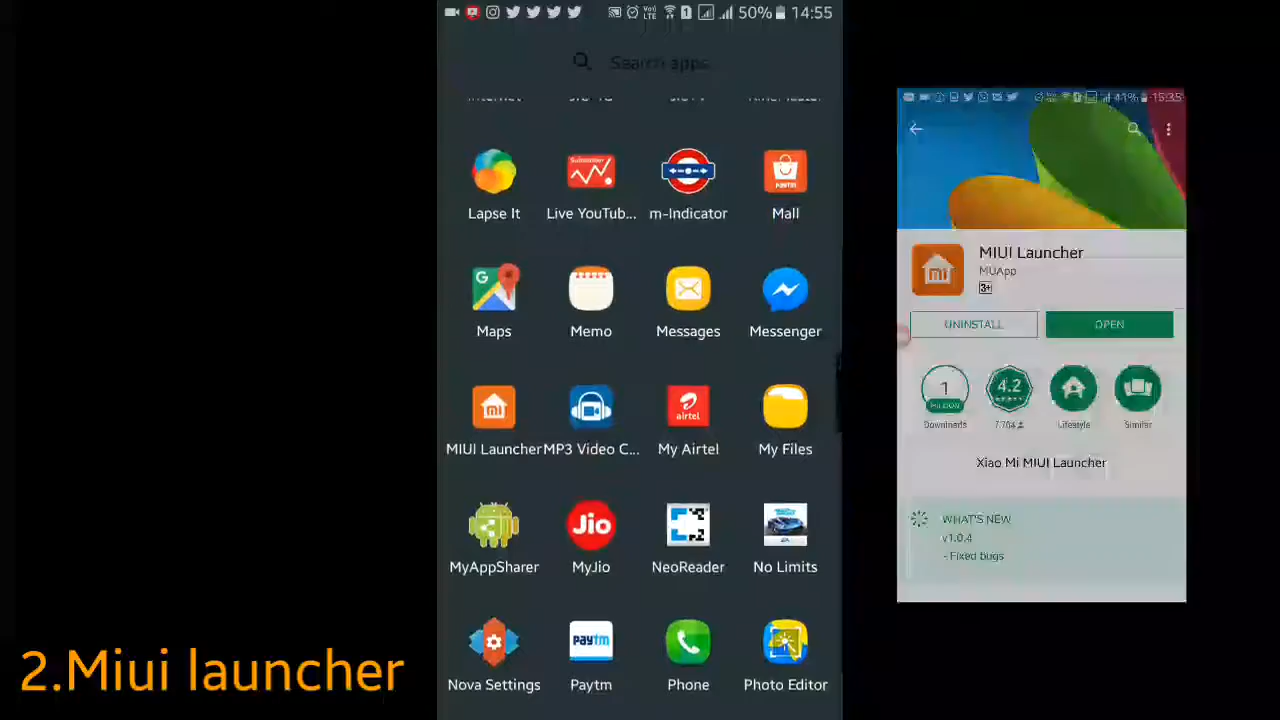 50% 14:55
Search apps
Lapse It
Live YouTub...
m-Indicator
Mall
Maps
Memo
Messages
Messenger
MIUI Launcher
MP3 Video C...
My Airtel
My Files
MyAppSharer
MyJio
NeoReader
No Limits
Nova Settings
Paytm
Phone
Photo Editor
2.Miui launcher
41% 15:35
MIUI Launcher
MUApp
3+
UNINSTALL
OPEN
1
MILLION
Downloads
4.2
7,704
Lifestyle
Similar
Xiao Mi MIUI Launcher
WHAT'S NEW
v1.0.4
- Fixed bugs